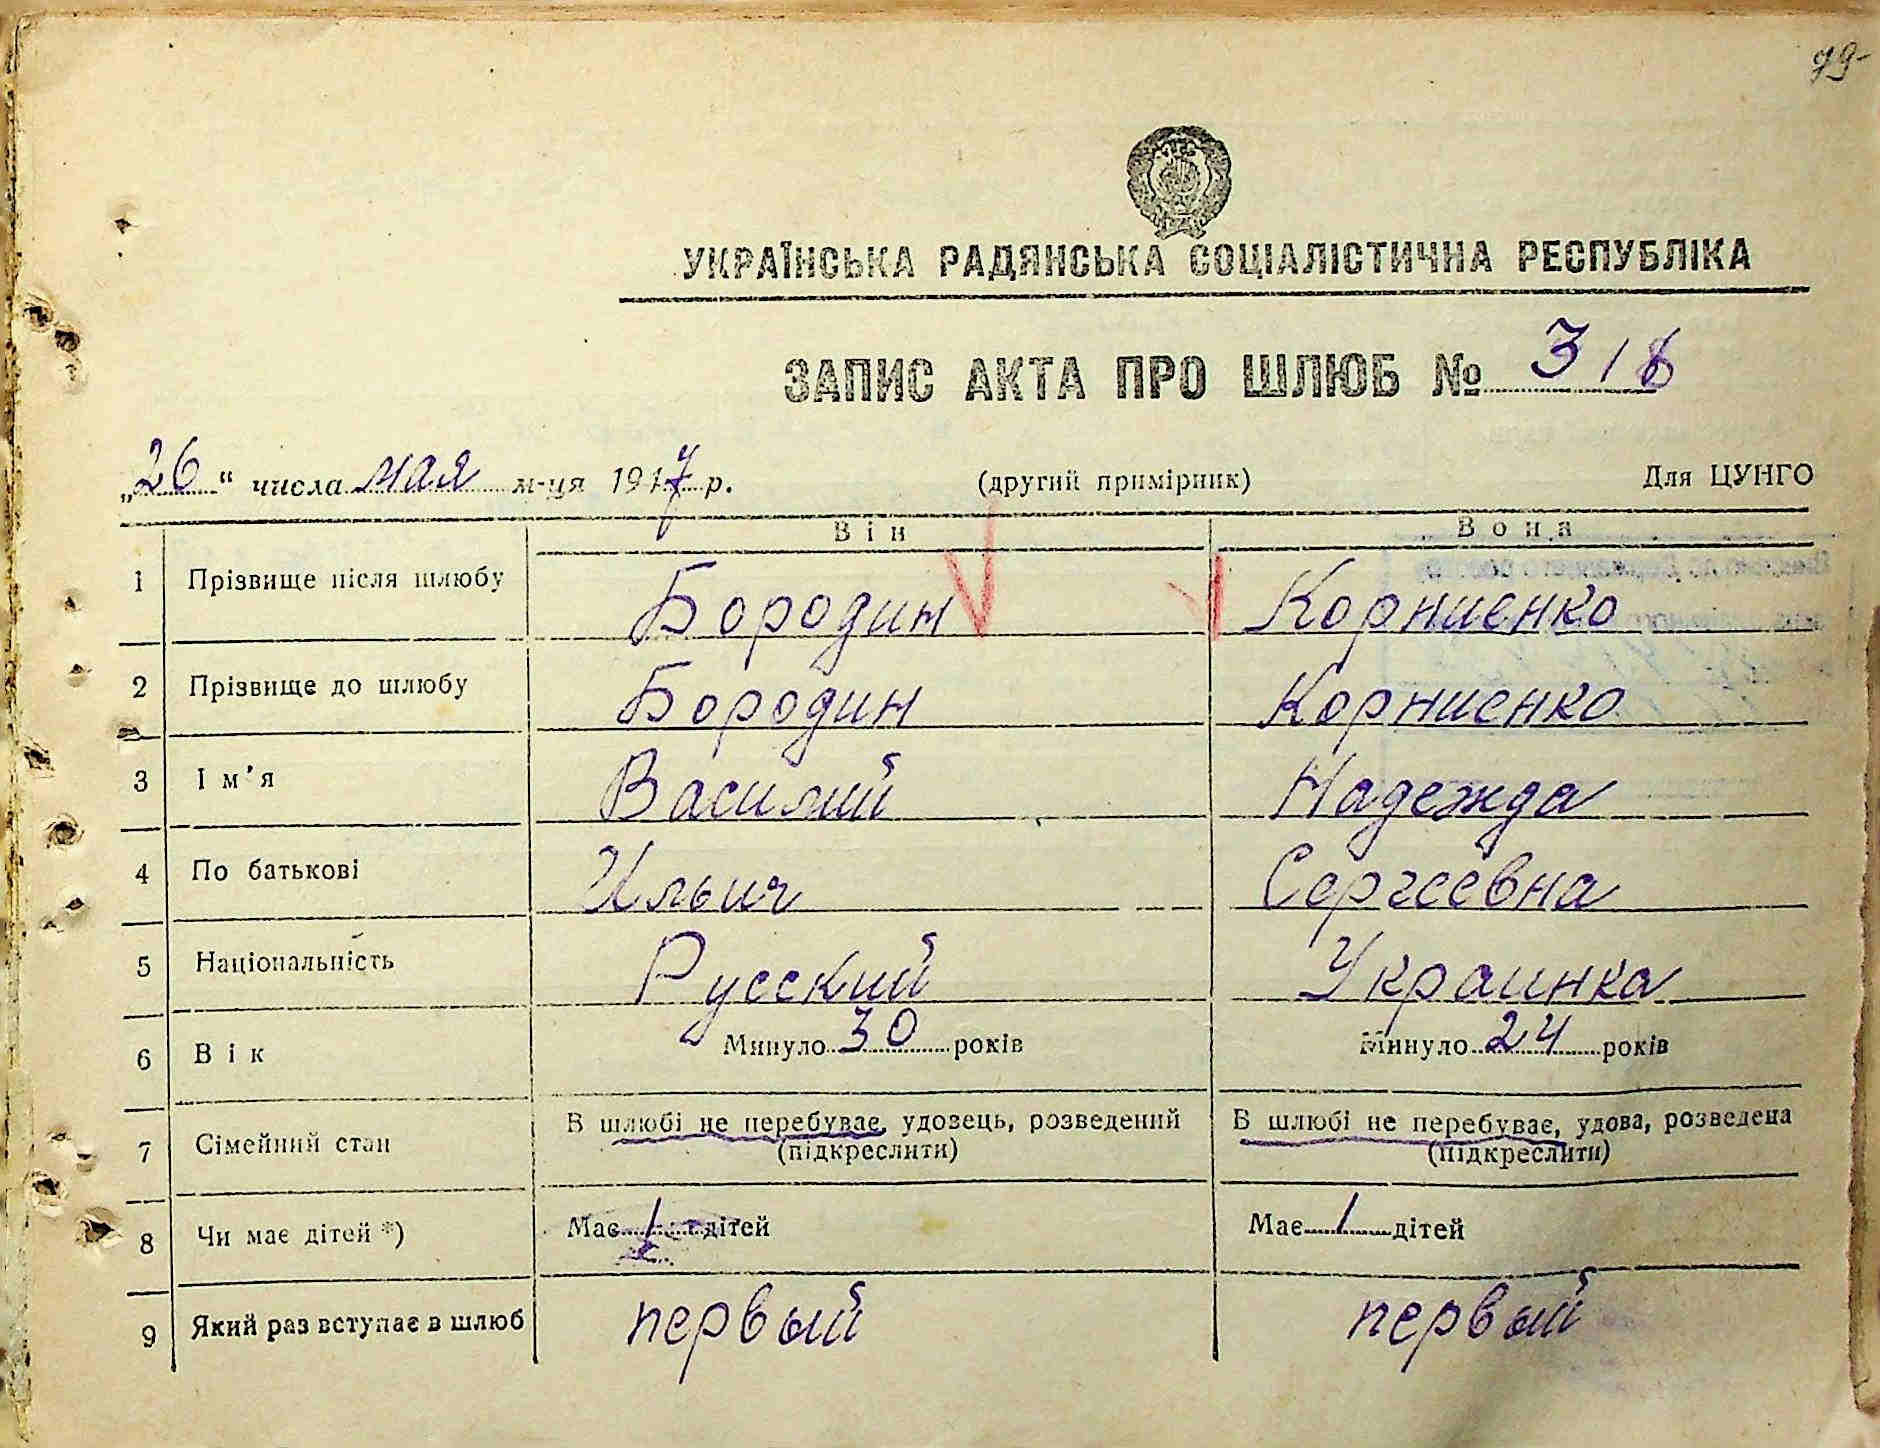 79
УКРАЇНСЬКА РАДЯНСЬКА СОЦІАЛІСТИЧНА РЕСПУБЛІКА
ЗАПИС АКТА ПРО ШЛЮБ № 318
„26“ числа мая м-ця 1947 р. (другий примірник) Для ЦУНГО
Він Вона
1 Прізвище після шлюбу Бородин Корниенко
2 Прізвище до шлюбу Бородин Корниенко
3 Ім'я Василий Надежда
4 По батькові Ильич Сергеевна
5 Національність Русский Украинка
6 Вік Минуло 30 років Минуло 24 років
7 Сімейний стан В шлюбі не перебуває, удовець, розведений В шлюбі не перебуває, удова, розведена
(підкреслити) (підкреслити)
8 Чи має дітей *) Має 1 дітей Має 1 дітей
9 Який раз вступає в шлюб первый первый